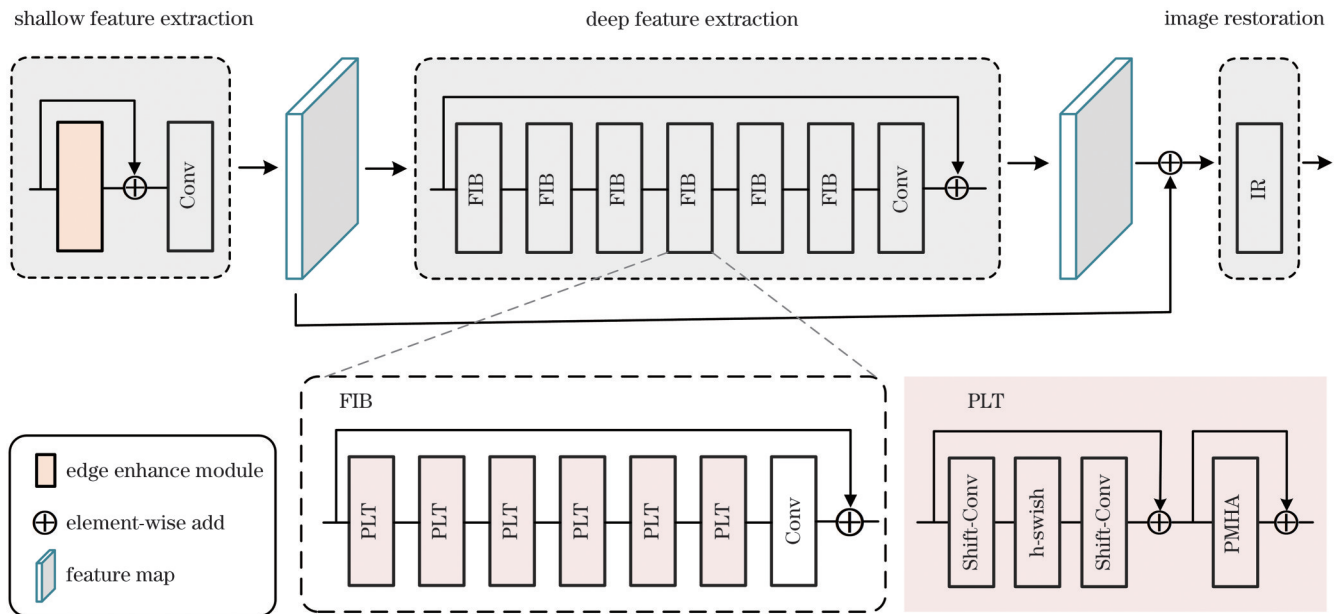 shallow feature extraction
deep feature extraction
image restoration
Conv
FIB
FIB
FIB
FIB
FIB
FIB
Conv
IR
FIB
PLT
PLT
PLT
PLT
PLT
PLT
Conv
PLT
Shift-Conv
h-swish
Shift-Conv
PMHA
edge enhance module
element-wise add
feature map